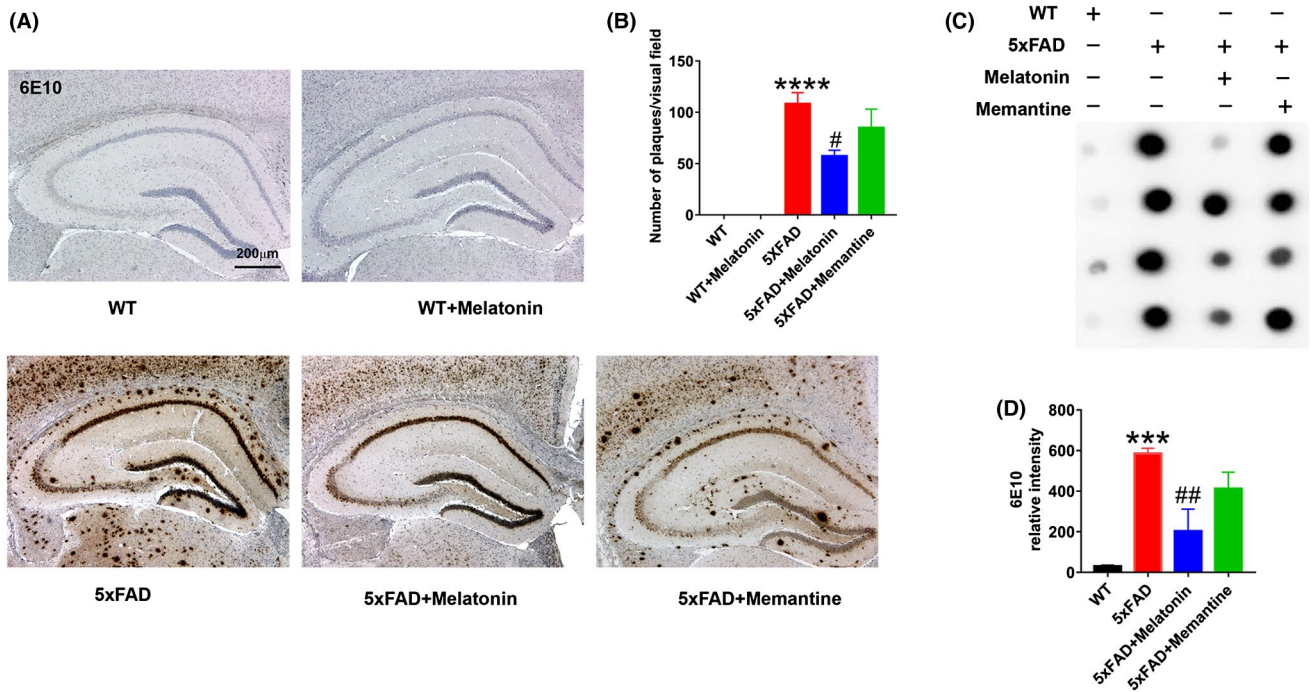 (A)
6E10
200μm
WT
WT+Melatonin
5xFAD
5xFAD+Melatonin
5xFAD+Memantine
(B)
Number of plaques/visual field
150
100
50
0
****
#
WT
WT+Melatonin
5XFAD
5XFAD+Melatonin
5XFAD+Memantine
(C)
WT + − − −
5xFAD − + + +
Melatonin − − + −
Memantine − − − +
(D)
6E10
relative intensity
800
600
400
200
0
***
##
WT
5xFAD
5xFAD+Melatonin
5xFAD+Memantine